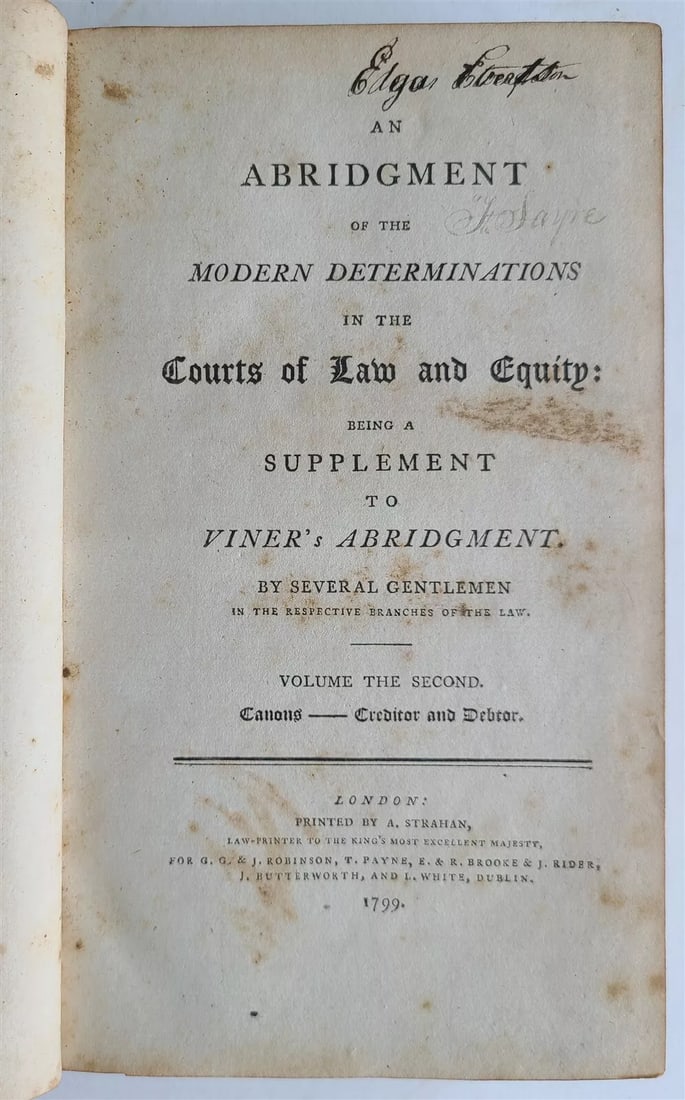 Edgar
AN
ABRIDGMENT
OF THE
F. Sayre
MODERN DETERMINATIONS
IN THE
Courts of Law and Equity:
BEING A
SUPPLEMENT
TO
VINER's ABRIDGMENT.
BY SEVERAL GENTLEMEN
IN THE RESPECTIVE BRANCHES OF THE LAW.
VOLUME THE SECOND.
Canons —— Creditor and Debtor.
LONDON:
PRINTED BY A. STRAHAN,
LAW-PRINTER TO THE KING'S MOST EXCELLENT MAJESTY,
FOR G. G. & J. ROBINSON, T. PAYNE, E. & R. BROOKE & J. RIDER,
J. BUTTERWORTH, AND L. WHITE, DUBLIN.
1799.